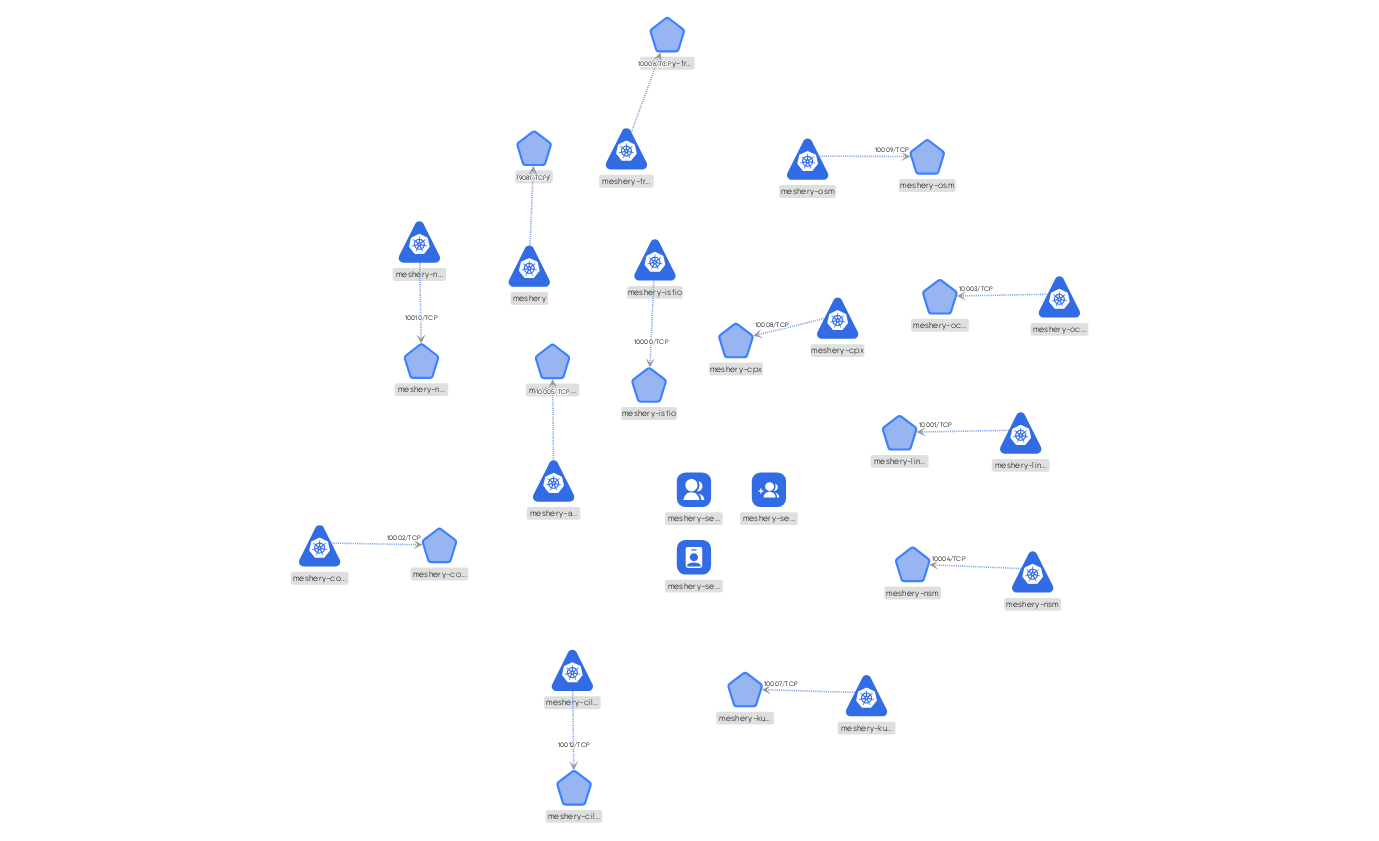 10006/TCP
y-tr...
meshery-tr...
10009/TCP
meshery-osm
meshery-osm
9081/TCP
meshery-n...
meshery
meshery-istio
10010/TCP
meshery-n...
10000/TCP
meshery-istio
10008/TCP
meshery-cpx
meshery-cpx
10003/TCP
meshery-oc...
meshery-oc...
10005/TCP
meshery-a...
10001/TCP
meshery-lin...
meshery-lin...
meshery-se...
meshery-se...
meshery-se...
10002/TCP
meshery-co...
meshery-co...
10004/TCP
meshery-nsm
meshery-nsm
meshery-cil...
10012/TCP
meshery-cil...
10007/TCP
meshery-ku...
meshery-ku...